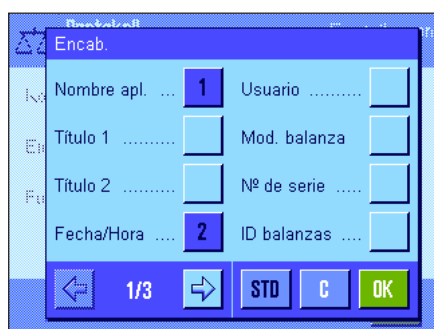 Encab.
Nombre apl. ... 1
Usuario ..........
Título 1 ..........
Mod. balanza
Título 2 ..........
Nº de serie .....
Fecha/Hora .... 2
ID balanzas ....
1/3
STD
C
OK